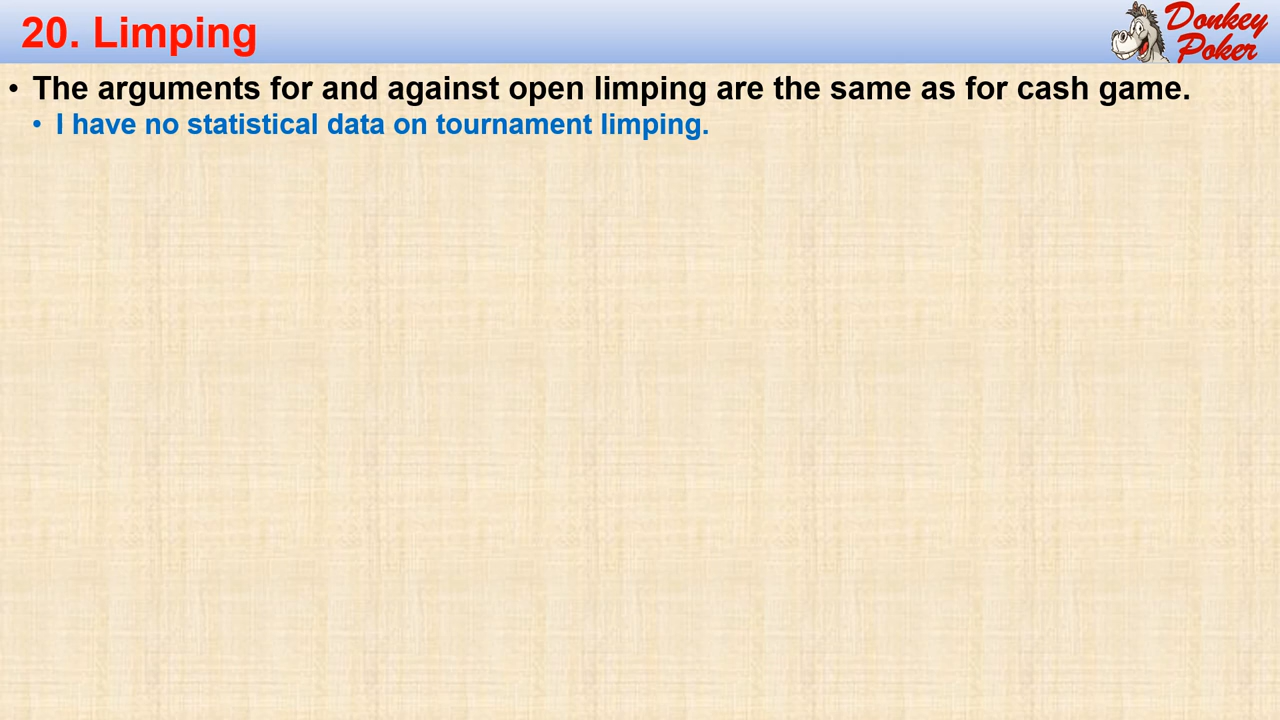 20. Limping
Donkey
Poker
• The arguments for and against open limping are the same as for cash game.
• I have no statistical data on tournament limping.